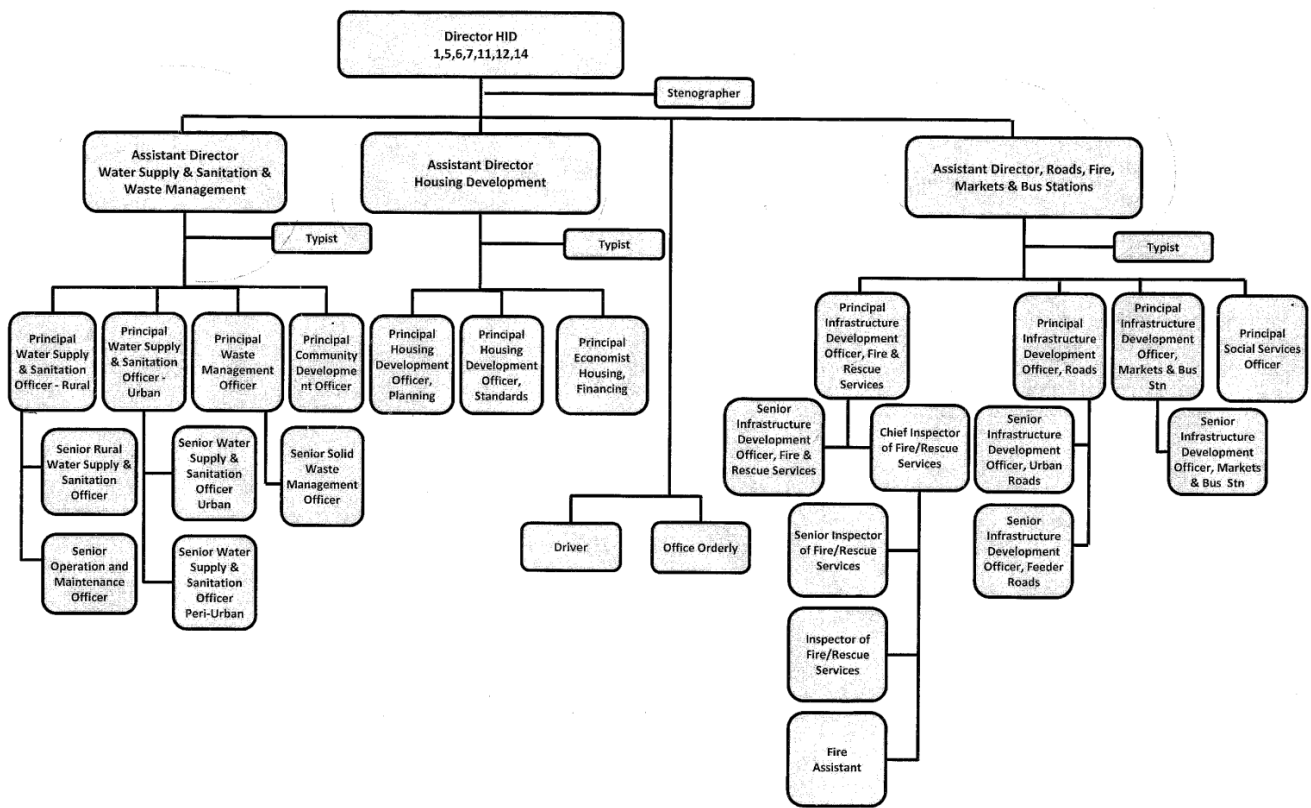 Director HID
1,5,6,7,11,12,14
Stenographer
Assistant Director
Water Supply & Sanitation &
Waste Management
Assistant Director
Housing Development
Assistant Director, Roads, Fire,
Markets & Bus Stations
Typist
Typist
Typist
Principal
Water Supply
& Sanitation
Officer - Rural
Principal
Water Supply
& Sanitation
Officer -
Urban
Principal
Waste
Management
Officer
Principal
Community
Developme
nt Officer
Principal
Housing
Development
Officer,
Planning
Principal
Housing
Development
Officer,
Standards
Principal
Economist
Housing,
Financing
Principal
Infrastructure
Development
Officer, Fire &
Rescue
Services
Principal
Infrastructure
Development
Officer, Roads
Principal
Infrastructure
Development
Officer,
Markets & Bus
Stn
Principal
Social Services
Officer
Senior Rural
Water Supply &
Sanitation
Officer
Senior Water
Supply &
Sanitation
Officer
Urban
Senior Solid
Waste
Management
Officer
Senior
Infrastructure
Development
Officer, Fire &
Rescue Services
Chief Inspector
of Fire/Rescue
Services
Senior
Infrastructure
Development
Officer, Urban
Roads
Senior
Infrastructure
Development
Officer, Markets
& Bus Stn
Senior
Operation and
Maintenance
Officer
Senior Water
Supply &
Sanitation
Officer
Peri-Urban
Driver
Office Orderly
Senior Inspector
of Fire/Rescue
Services
Senior
Infrastructure
Development
Officer, Feeder
Roads
Inspector of
Fire/Rescue
Services
Fire
Assistant